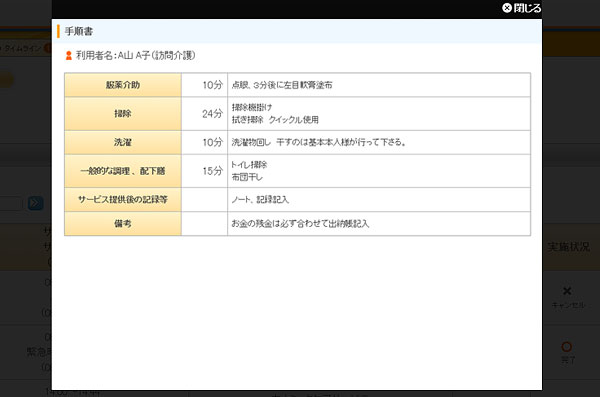 閉じる
手順書
利用者名：A山 A子（訪問介護）
服薬介助 10分 点眼、3分後に左目軟膏塗布
掃除 24分 掃除機掛け
拭き掃除 クイックル使用
洗濯 10分 洗濯物回し 干すのは基本本人様が行って下さる。
一般的な調理、配下膳 15分 トイレ掃除
布団干し
サービス提供後の記録等 ノート、記録記入
備考 お金の残金は必ず合わせて出納帳記入
タイムライン
実施状況
キャンセル
緊急
完了